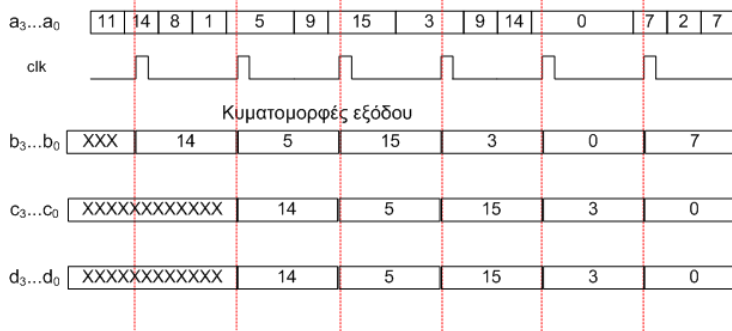 a₃...a₀ 11 14 8 1 5 9 15 3 9 14 0 7 2 7
clk
Κυματομορφές εξόδου
b₃...b₀ XXX 14 5 15 3 0 7
c₃...c₀ XXXXXXXXXXXXX 14 5 15 3 0
d₃...d₀ XXXXXXXXXXXXX 14 5 15 3 0